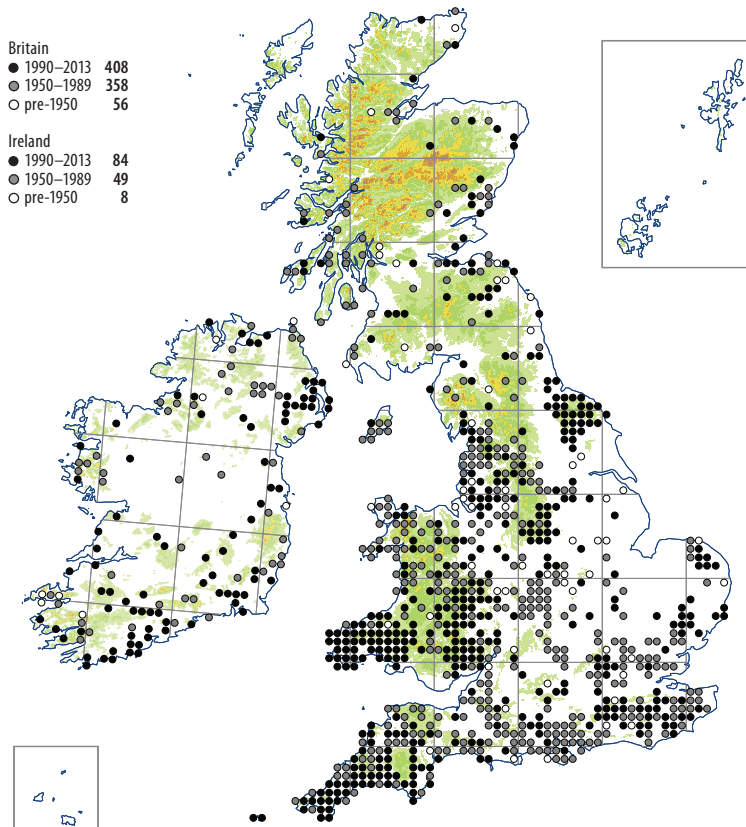 Britain
● 1990–2013 408
● 1950–1989 358
○ pre-1950 56
Ireland
● 1990–2013 84
● 1950–1989 49
○ pre-1950 8